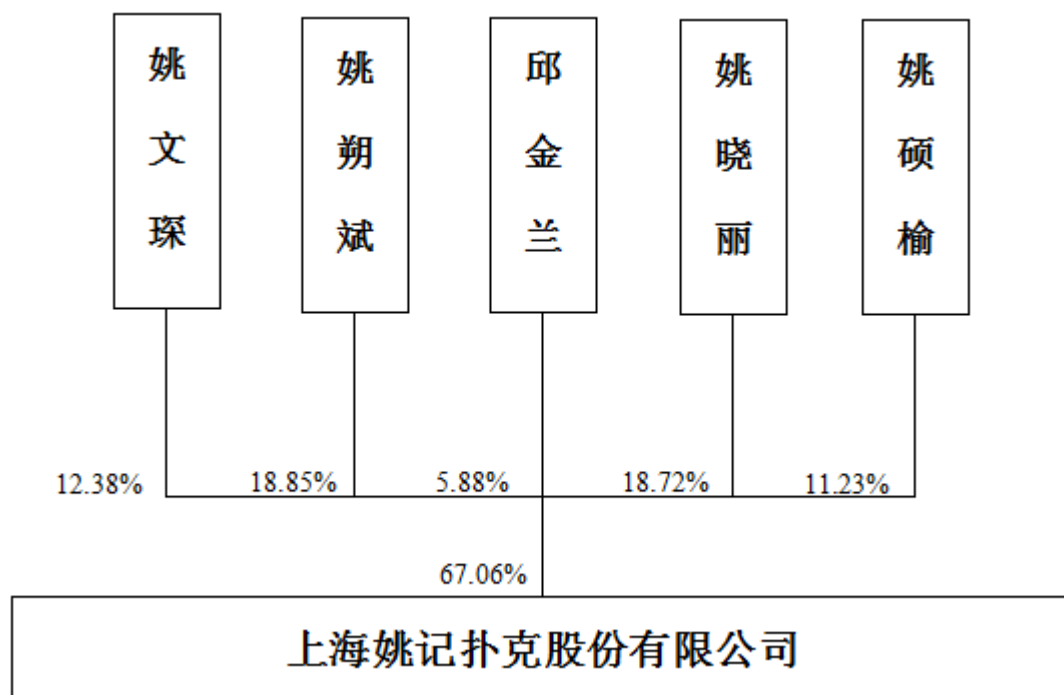 姚文琛
姚朔斌
邱金兰
姚晓丽
姚硕榆
12.38%
18.85%
5.88%
18.72%
11.23%
67.06%
上海姚记扑克股份有限公司